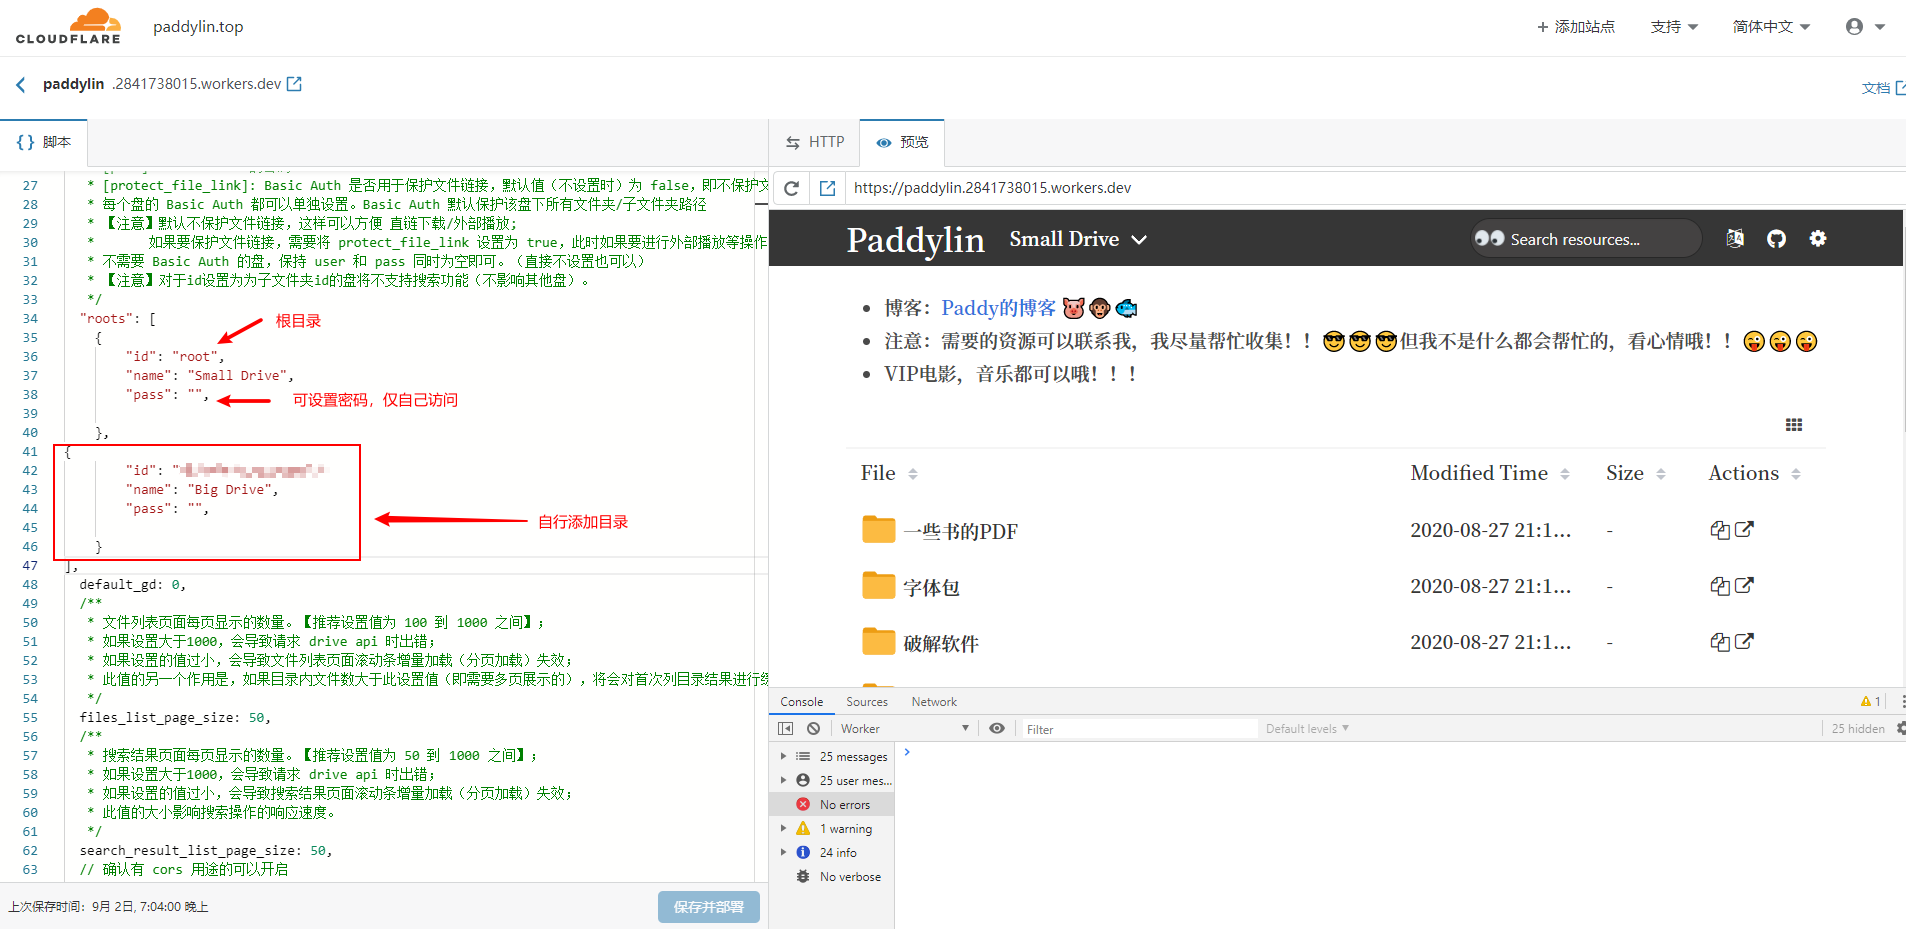 CLOUDFLARE
paddylin.top
添加站点
支持
简体中文
paddylin .2841738015.workers.dev
文档
{} 脚本
HTTP
预览
https://paddylin.2841738015.workers.dev
27 * [protect_file_link]: Basic Auth 是否用于保护文件链接，默认值（不设置时）为 false，即不保护文
28 * 每个盘的 Basic Auth 都可以单独设置。Basic Auth 默认保护该盘下所有文件夹/子文件夹路径
29 * 【注意】默认不保护文件链接，这样可以方便 直链下载/外部播放;
30 * 如果要保护文件链接，需要将 protect_file_link 设置为 true，此时如果要进行外部播放等操作
31 * 不需要 Basic Auth 的盘，保持 user 和 pass 同时为空即可。（直接不设置也可以）
32 * 【注意】对于id设置为为子文件夹id的盘将不支持搜索功能（不影响其他盘）。
33 */
34 "roots": [
根目录
35 {
36 "id": "root",
37 "name": "Small Drive",
38 "pass": "",
可设置密码，仅自己访问
39
40 },
41 {
42 "id": "
43 "name": "Big Drive",
44 "pass": "",
自行添加目录
45
46 }
47 ],
48 default_gd: 0,
49 /**
50 * 文件列表页面每页显示的数量。【推荐设置值为 100 到 1000 之间】;
51 * 如果设置大于1000，会导致请求 drive api 时出错;
52 * 如果设置的值过小，会导致文件列表页面滚动条增量加载（分页加载）失效;
53 * 此值的另一个作用是，如果目录内文件数大于此设置值（即需要多页展示的），将会对首次列目录结果进行缓
54 */
55 files_list_page_size: 50,
56 /**
57 * 搜索结果页面每页显示的数量。【推荐设置值为 50 到 1000 之间】;
58 * 如果设置大于1000，会导致请求 drive api 时出错;
59 * 如果设置的值过小，会导致搜索结果页面滚动条增量加载（分页加载）失效;
60 * 此值的大小影响搜索操作的响应速度。
61 */
62 search_result_list_page_size: 50,
63 // 确认有 cors 用途的可以开启
上次保存时间：9月 2日, 7:04:00 晚上
保存并部署
Paddylin
Small Drive
Search resources...
博客：Paddy的博客 🐷🐵🐟
注意：需要的资源可以联系我，我尽量帮忙收集！！😎😎😎但我不是什么都会帮忙的，看心情哦！！😜😜😜
VIP电影，音乐都可以哦！！！
File Modified Time Size Actions
一些书的PDF 2020-08-27 21:1... -
字体包 2020-08-27 21:1... -
破解软件 2020-08-27 21:1... -
Console Sources Network
1
Worker
Filter
Default levels
25 hidden
25 messages
25 user mes...
No errors
1 warning
24 info
No verbose